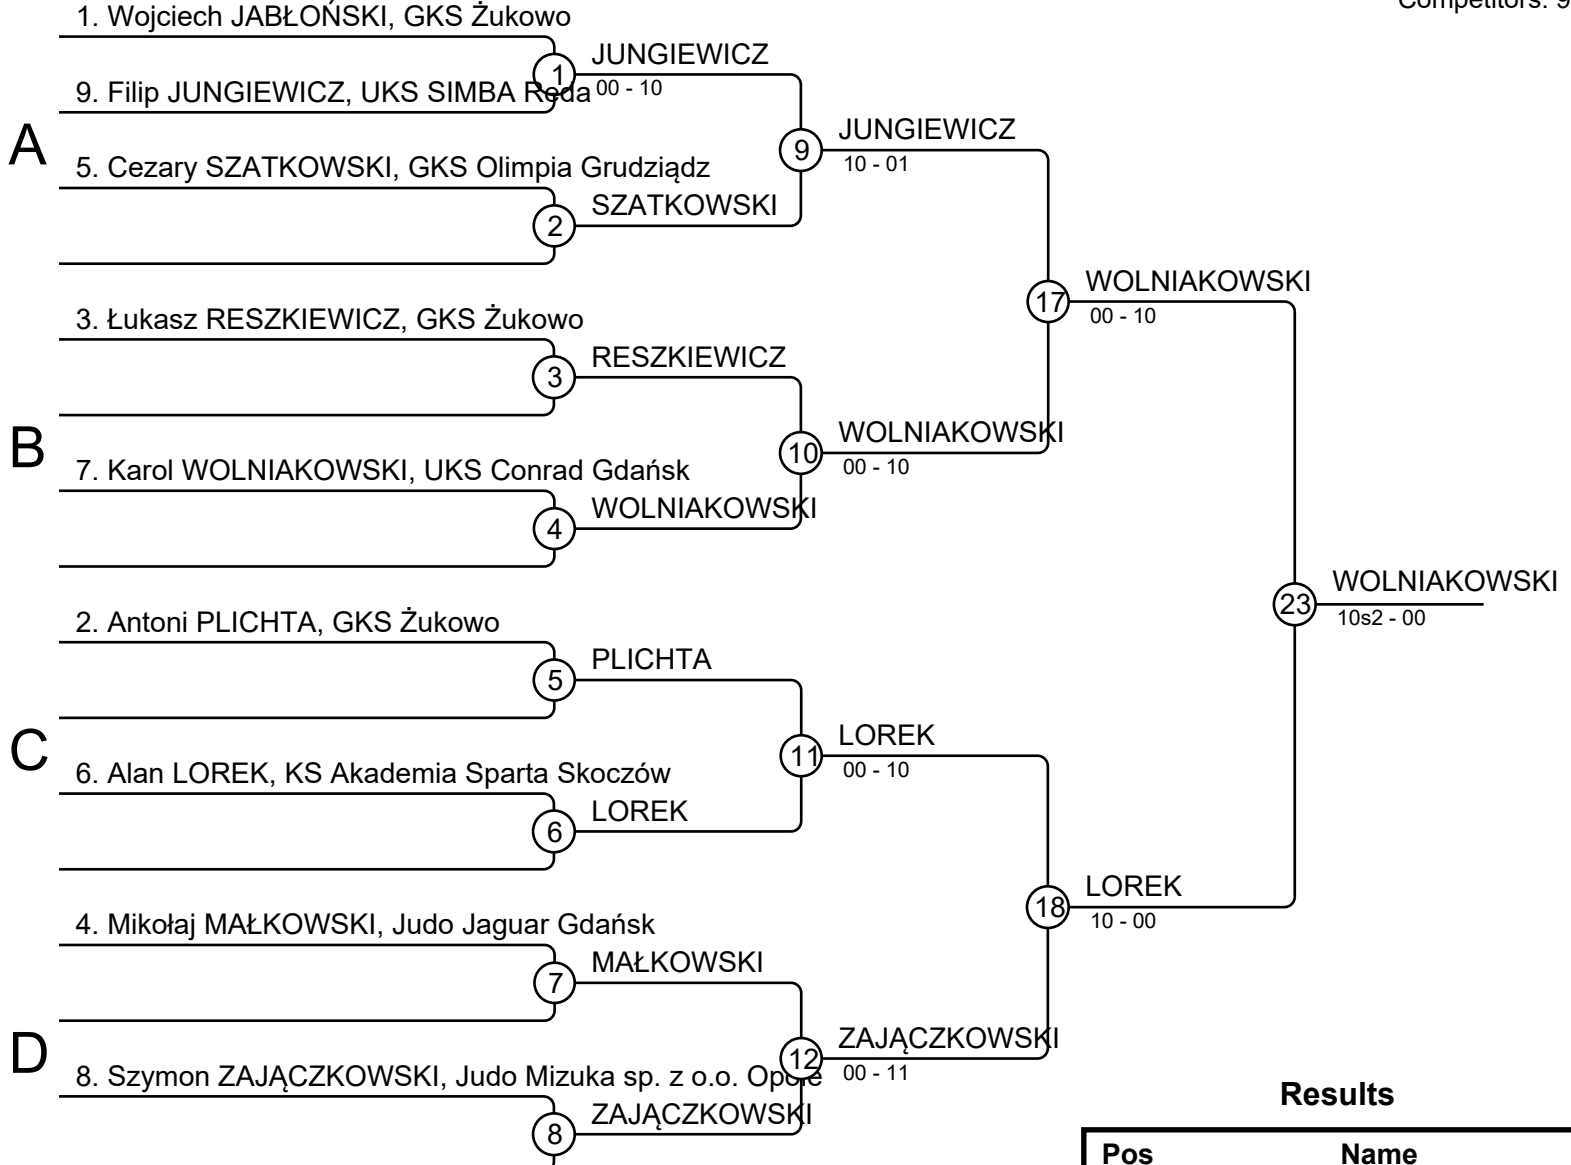 Competitors: 9
1. Wojciech JABŁOŃSKI, GKS Żukowo
1
JUNGIEWICZ
00 - 10
9. Filip JUNGIEWICZ, UKS SIMBA Reda
A
9
JUNGIEWICZ
10 - 01
5. Cezary SZATKOWSKI, GKS Olimpia Grudziądz
2
SZATKOWSKI
17
WOLNIAKOWSKI
00 - 10
3. Łukasz RESZKIEWICZ, GKS Żukowo
3
RESZKIEWICZ
B
10
WOLNIAKOWSKI
00 - 10
7. Karol WOLNIAKOWSKI, UKS Conrad Gdańsk
4
WOLNIAKOWSKI
23
WOLNIAKOWSKI
10s2 - 00
2. Antoni PLICHTA, GKS Żukowo
5
PLICHTA
C
11
LOREK
00 - 10
6. Alan LOREK, KS Akademia Sparta Skoczów
6
LOREK
18
LOREK
10 - 00
4. Mikołaj MAŁKOWSKI, Judo Jaguar Gdańsk
7
MAŁKOWSKI
D
12
ZAJĄCZKOWSKI
00 - 11
8. Szymon ZAJĄCZKOWSKI, Judo Mizuka sp. z o.o. Opole
8
ZAJĄCZKOWSKI
Results
Pos Name